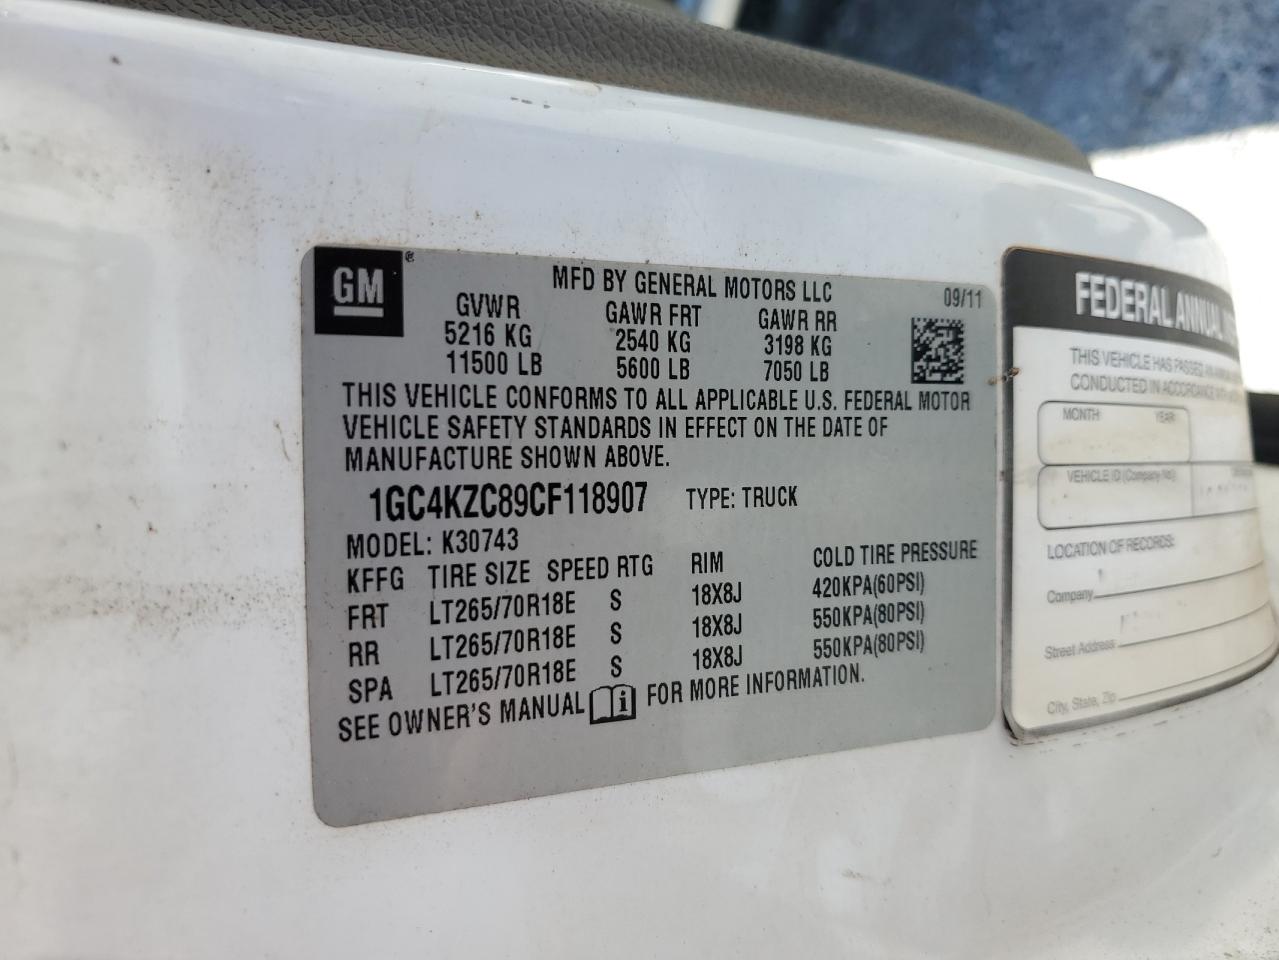 GM®
MFD BY GENERAL MOTORS LLC
09/11
GVWR GAWR FRT GAWR RR
5216 KG 2540 KG 3198 KG
11500 LB 5600 LB 7050 LB
THIS VEHICLE CONFORMS TO ALL APPLICABLE U.S. FEDERAL MOTOR
VEHICLE SAFETY STANDARDS IN EFFECT ON THE DATE OF
MANUFACTURE SHOWN ABOVE.
1GC4KZC89CF118907 TYPE: TRUCK
MODEL: K30743
KFFG TIRE SIZE SPEED RTG RIM COLD TIRE PRESSURE
FRT LT265/70R18E S 18X8J 420KPA(60PSI)
RR LT265/70R18E S 18X8J 550KPA(80PSI)
SPA LT265/70R18E S 18X8J 550KPA(80PSI)
SEE OWNER'S MANUAL i FOR MORE INFORMATION.
FEDERAL ANNUAL
THIS VEHICLE HAS PASSED AN
CONDUCTED IN ACCORDANCE
MONTH: YEAR:
VEHICLE ID (Company No)
LOCATION OF RECORDS:
Company
Street Address
City, State, Zip